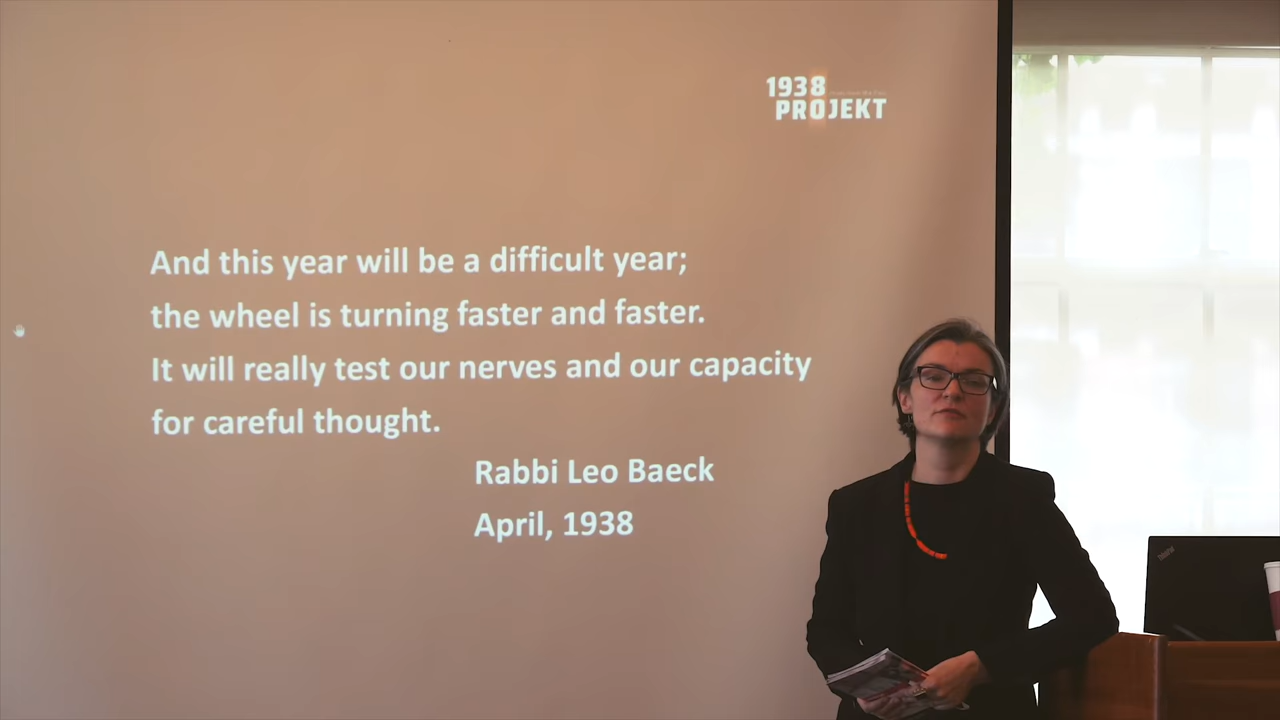 1938
PROJEKT
And this year will be a difficult year;
the wheel is turning faster and faster.
It will really test our nerves and our capacity
for careful thought.
Rabbi Leo Baeck
April, 1938
ThinkPad